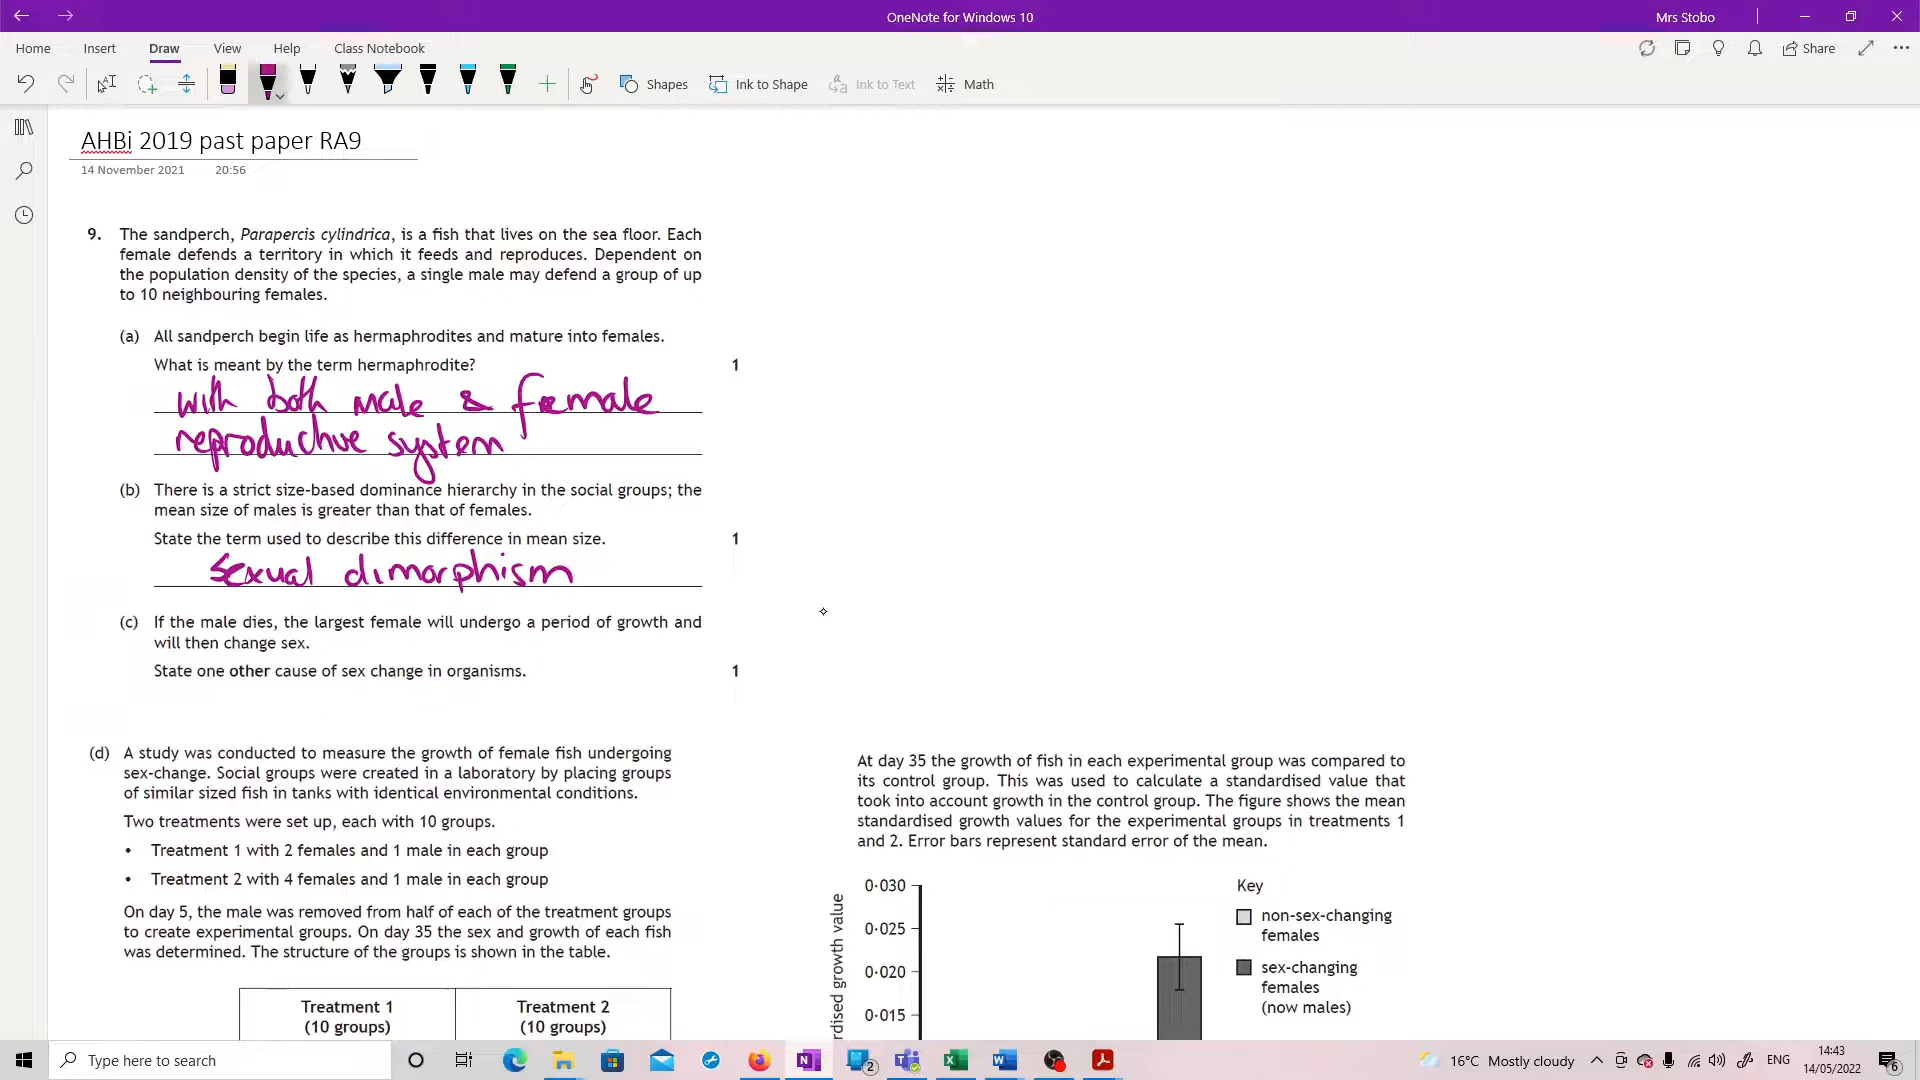 OneNote for Windows 10
Mrs Stobo
Home Insert Draw View Help Class Notebook
Share
Shapes Ink to Shape Ink to Text Math
AHBi 2019 past paper RA9
14 November 2021 20:56
9. The sandperch, Parapercis cylindrica, is a fish that lives on the sea floor. Each
female defends a territory in which it feeds and reproduces. Dependent on
the population density of the species, a single male may defend a group of up
to 10 neighbouring females.
(a) All sandperch begin life as hermaphrodites and mature into females.
What is meant by the term hermaphrodite? 1
with both male & female
reproductive system
(b) There is a strict size-based dominance hierarchy in the social groups; the
mean size of males is greater than that of females.
State the term used to describe this difference in mean size. 1
Sexual dimorphism
(c) If the male dies, the largest female will undergo a period of growth and
will then change sex.
State one other cause of sex change in organisms. 1
(d) A study was conducted to measure the growth of female fish undergoing
sex-change. Social groups were created in a laboratory by placing groups
of similar sized fish in tanks with identical environmental conditions.
Two treatments were set up, each with 10 groups.
• Treatment 1 with 2 females and 1 male in each group
• Treatment 2 with 4 females and 1 male in each group
On day 5, the male was removed from half of each of the treatment groups
to create experimental groups. On day 35 the sex and growth of each fish
was determined. The structure of the groups is shown in the table.
Treatment 1 Treatment 2
(10 groups) (10 groups)
At day 35 the growth of fish in each experimental group was compared to
its control group. This was used to calculate a standardised value that
took into account growth in the control group. The figure shows the mean
standardised growth values for the experimental groups in treatments 1
and 2. Error bars represent standard error of the mean.
rdised growth value
0·030
0·025
0·020
0·015
Key
non-sex-changing
females
sex-changing
females
(now males)
Type here to search
2
16°C Mostly cloudy
ENG
14:43
14/05/2022
6